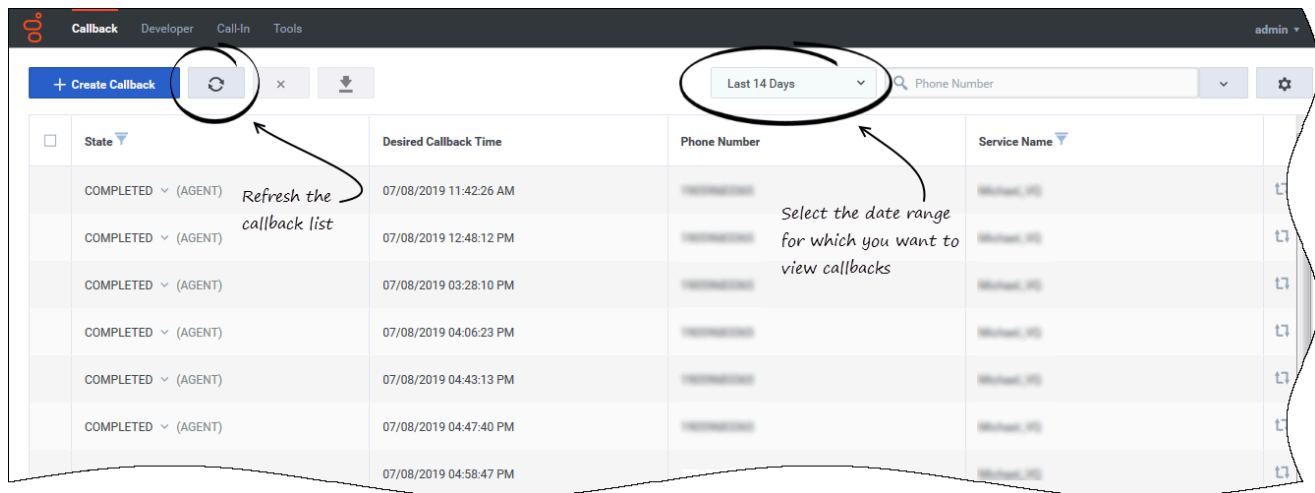 Callback Developer Call-In Tools admin
+ Create Callback Last 14 Days Phone Number
State Desired Callback Time Phone Number Service Name
COMPLETED (AGENT) 07/08/2019 11:42:26 AM
Refresh the
callback list
COMPLETED (AGENT) 07/08/2019 12:48:12 PM
Select the date range
for which you want to
view callbacks
COMPLETED (AGENT) 07/08/2019 03:28:10 PM
COMPLETED (AGENT) 07/08/2019 04:06:23 PM
COMPLETED (AGENT) 07/08/2019 04:43:13 PM
COMPLETED (AGENT) 07/08/2019 04:47:40 PM
07/08/2019 04:58:47 PM